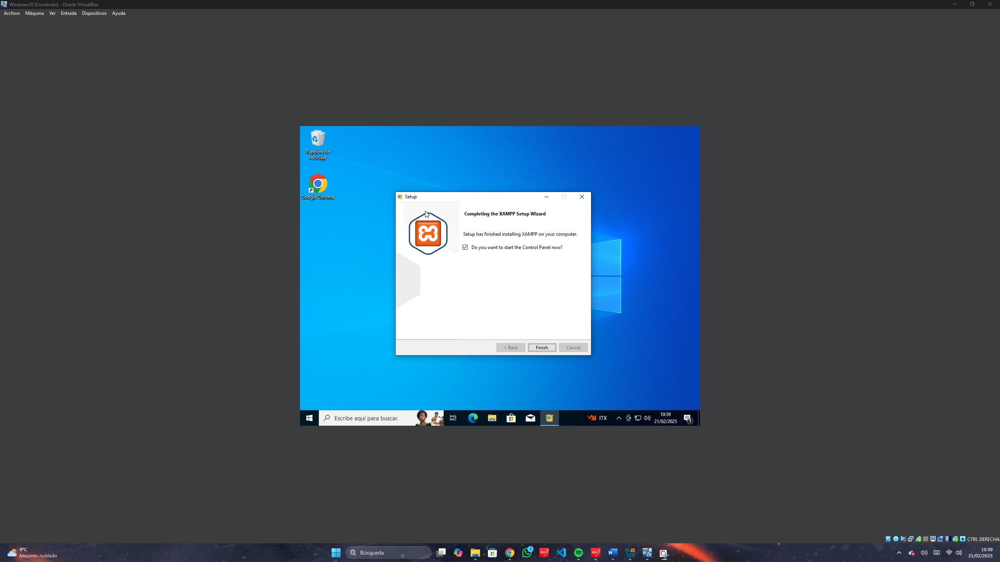 Windows10 [Corriendo] - Oracle VirtualBox
Archivo Máquina Ver Entrada Dispositivos Ayuda
Papelera de
reciclaje
Google Chrome
Setup
Completing the XAMPP Setup Wizard
Setup has finished installing XAMPP on your computer.
Do you want to start the Control Panel now?
< Back Finish Cancel
Escribe aquí para buscar.
ITX
10:39
21/02/2025
1
CTRL DERECHA
9°C
Mayorm. nublado
Búsqueda
1
PDF
PDF
10:39
21/02/2025